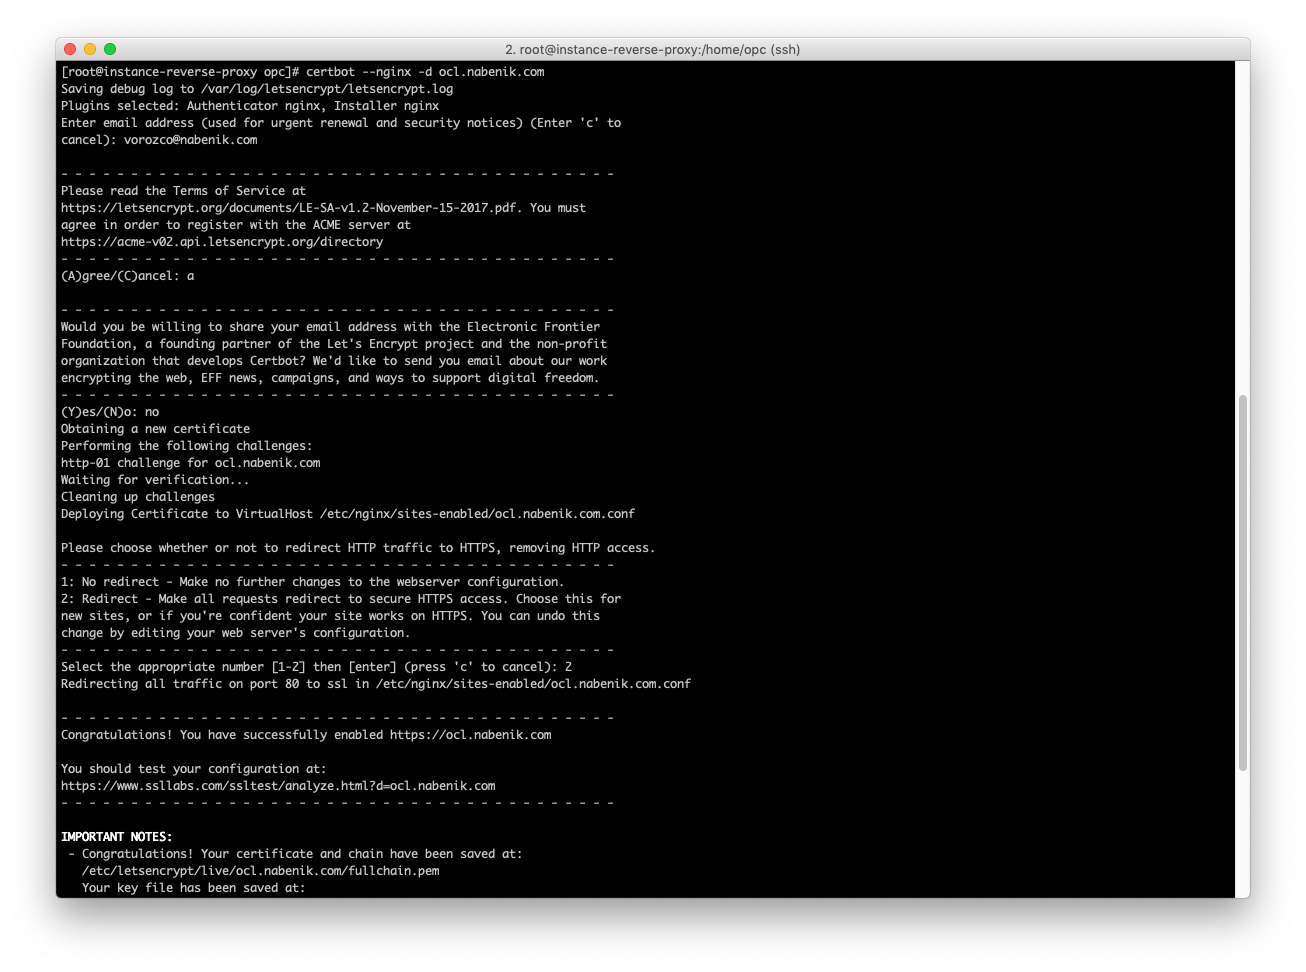 2. root@instance-reverse-proxy:/home/opc (ssh)
[root@instance-reverse-proxy opc]# certbot --nginx -d ocl.nabenik.com
Saving debug log to /var/log/letsencrypt/letsencrypt.log
Plugins selected: Authenticator nginx, Installer nginx
Enter email address (used for urgent renewal and security notices) (Enter 'c' to
cancel): vorozco@nabenik.com
- - - - - - - - - - - - - - - - - - - - - - - - - - - - - - - - - - - - - - - -
Please read the Terms of Service at
https://letsencrypt.org/documents/LE-SA-v1.2-November-15-2017.pdf. You must
agree in order to register with the ACME server at
https://acme-v02.api.letsencrypt.org/directory
- - - - - - - - - - - - - - - - - - - - - - - - - - - - - - - - - - - - - - - -
(A)gree/(C)ancel: a
- - - - - - - - - - - - - - - - - - - - - - - - - - - - - - - - - - - - - - - -
Would you be willing to share your email address with the Electronic Frontier
Foundation, a founding partner of the Let's Encrypt project and the non-profit
organization that develops Certbot? We'd like to send you email about our work
encrypting the web, EFF news, campaigns, and ways to support digital freedom.
- - - - - - - - - - - - - - - - - - - - - - - - - - - - - - - - - - - - - - - -
(Y)es/(N)o: no
Obtaining a new certificate
Performing the following challenges:
http-01 challenge for ocl.nabenik.com
Waiting for verification...
Cleaning up challenges
Deploying Certificate to VirtualHost /etc/nginx/sites-enabled/ocl.nabenik.com.conf
Please choose whether or not to redirect HTTP traffic to HTTPS, removing HTTP access.
- - - - - - - - - - - - - - - - - - - - - - - - - - - - - - - - - - - - - - - -
1: No redirect - Make no further changes to the webserver configuration.
2: Redirect - Make all requests redirect to secure HTTPS access. Choose this for
new sites, or if you're confident your site works on HTTPS. You can undo this
change by editing your web server's configuration.
- - - - - - - - - - - - - - - - - - - - - - - - - - - - - - - - - - - - - - - -
Select the appropriate number [1-2] then [enter] (press 'c' to cancel): 2
Redirecting all traffic on port 80 to ssl in /etc/nginx/sites-enabled/ocl.nabenik.com.conf
- - - - - - - - - - - - - - - - - - - - - - - - - - - - - - - - - - - - - - - -
Congratulations! You have successfully enabled https://ocl.nabenik.com
You should test your configuration at:
https://www.ssllabs.com/ssltest/analyze.html?d=ocl.nabenik.com
- - - - - - - - - - - - - - - - - - - - - - - - - - - - - - - - - - - - - - - -
IMPORTANT NOTES:
- Congratulations! Your certificate and chain have been saved at:
/etc/letsencrypt/live/ocl.nabenik.com/fullchain.pem
Your key file has been saved at: